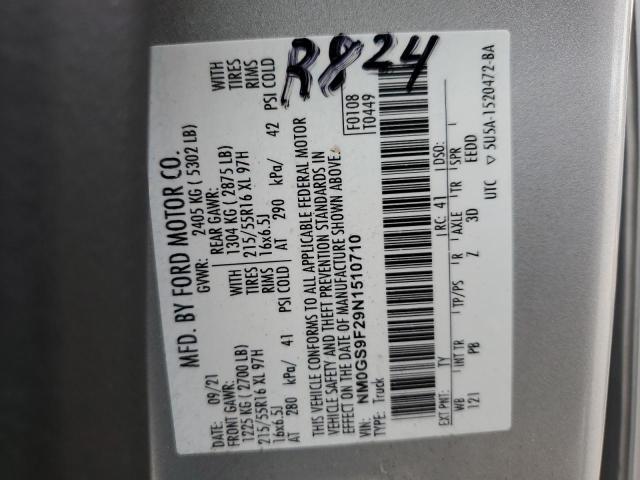 MFD. BY FORD MOTOR CO.
DATE: 09/21 GVWR: 2405 KG ( 5302 LB)
FRONT GAWR: REAR GAWR: WITH
1225 KG ( 2700 LB) 1304 KG ( 2875 LB) TIRES
215/55R16 XL 97H TIRES 215/55R16 XL 97H RIMS
16x6.5J RIMS 16x6.5J
AT 280 kPa/ 41 PSI COLD AT 290 kPa/ 42 PSI COLD
WITH
TIRES
RIMS
PSI COLD
R824
THIS VEHICLE CONFORMS TO ALL APPLICABLE FEDERAL MOTOR
VEHICLE SAFETY AND THEFT PREVENTION STANDARDS IN
EFFECT ON THE DATE OF MANUFACTURE SHOWN ABOVE.
VIN: NM0GS9F29N1510710
TYPE: Truck
F0108
T0449
EXT PNT: TY RC: 41 DSO:
WB INT TR TP/PS R AXLE TR SPR
121 PB Z 3D EEDD
UTC ▽ 5U5A-1520472-BA